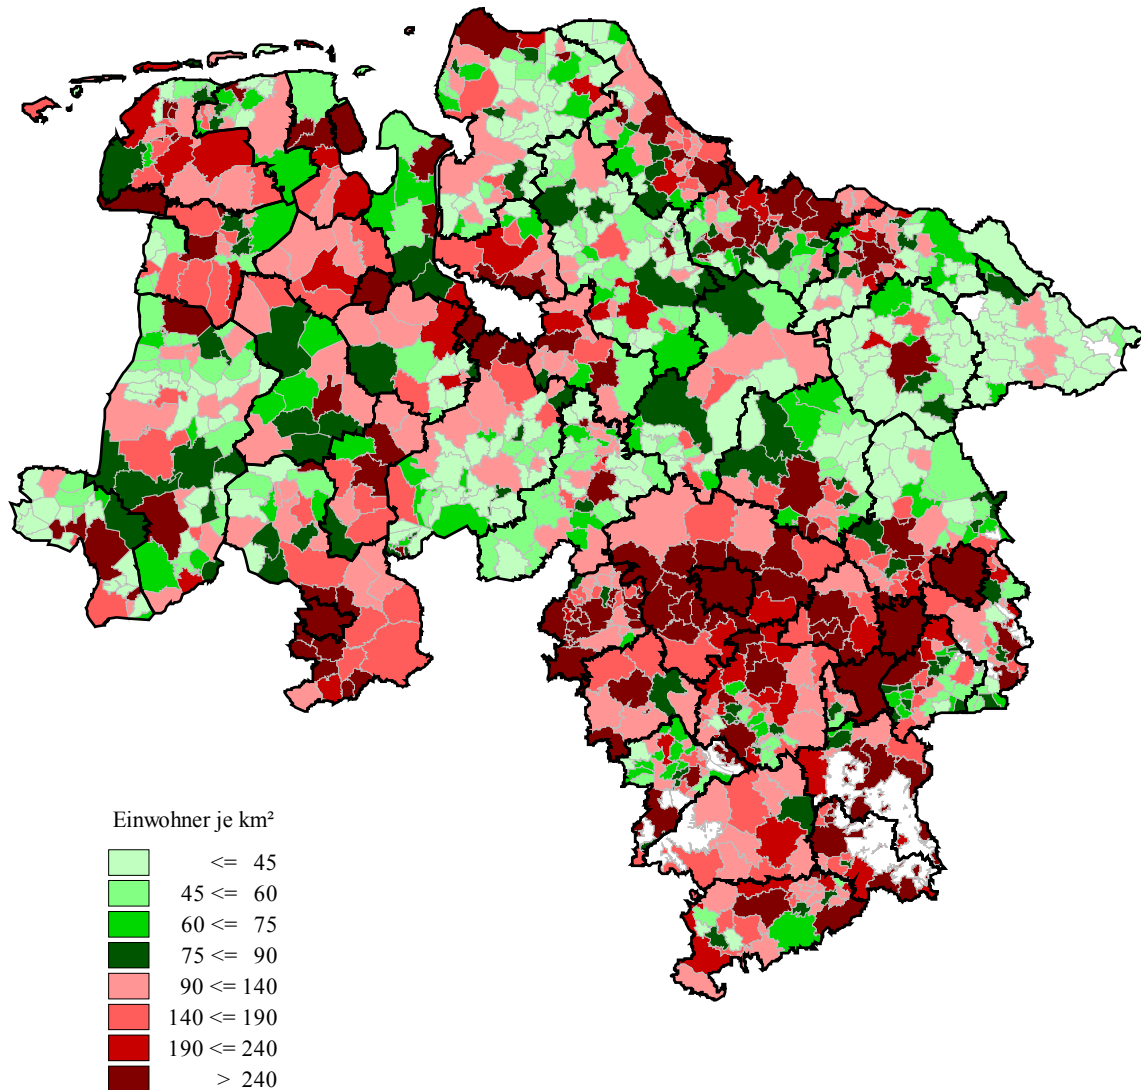 Einwohner je km²
<= 45
45 <= 60
60 <= 75
75 <= 90
90 <= 140
140 <= 190
190 <= 240
> 240